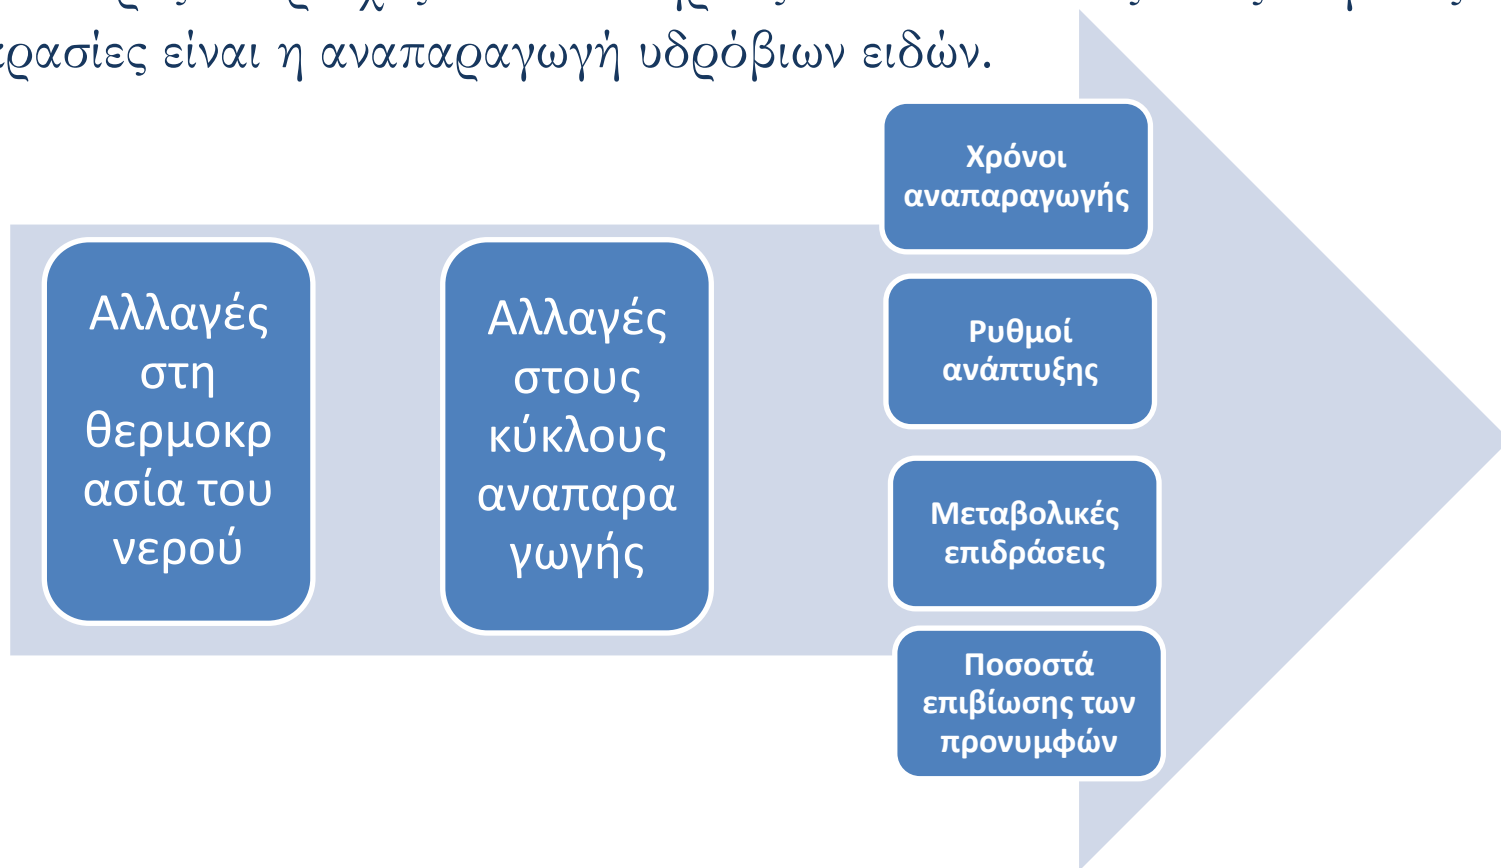 είναι η αναπαραγωγή υδρόβιων ειδών.
Αλλαγές
στη
θερμοκρ
ασία του
νερού
Αλλαγές
στους
κύκλους
αναπαρα
γωγής
Χρόνοι
αναπαραγωγής
Ρυθμοί
ανάπτυξης
Μεταβολικές
επιδράσεις
Ποσοστά
επιβίωσης των
προνυμφών